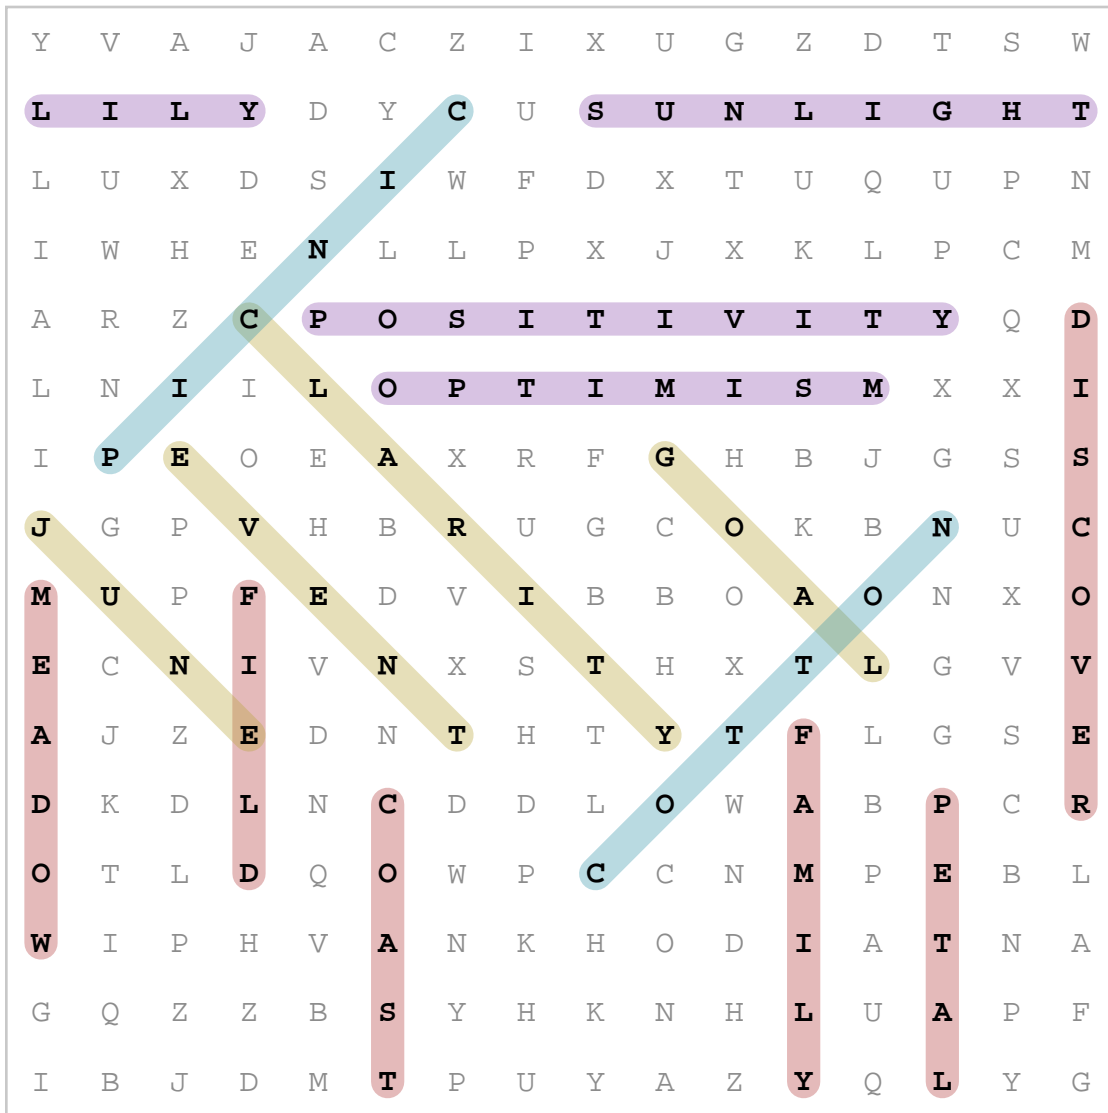 Y V A J A C Z I X U G Z D T S W
L I L Y D Y C U S U N L I G H T
L U X D S I W F D X T U Q U P N
I W H E N L L P X J X K L P C M
A R Z C P O S I T I V I T Y Q D
L N I I L O P T I M I S M X X I
I P E O E A X R F G H B J G S S
J G P V H B R U G C O K B N U C
M U P F E D V I B B O A O N X O
E C N I V N X S T H X T L G V V
A J Z E D N T H T Y T F L G S E
D K D L N C D D L O W A B P C R
O T L D Q O W P C C N M P E B L
W I P H V A N K H O D I A T N A
G Q Z Z B S Y H K N H L U A P F
I B J D M T P U Y A Z Y Q L Y G